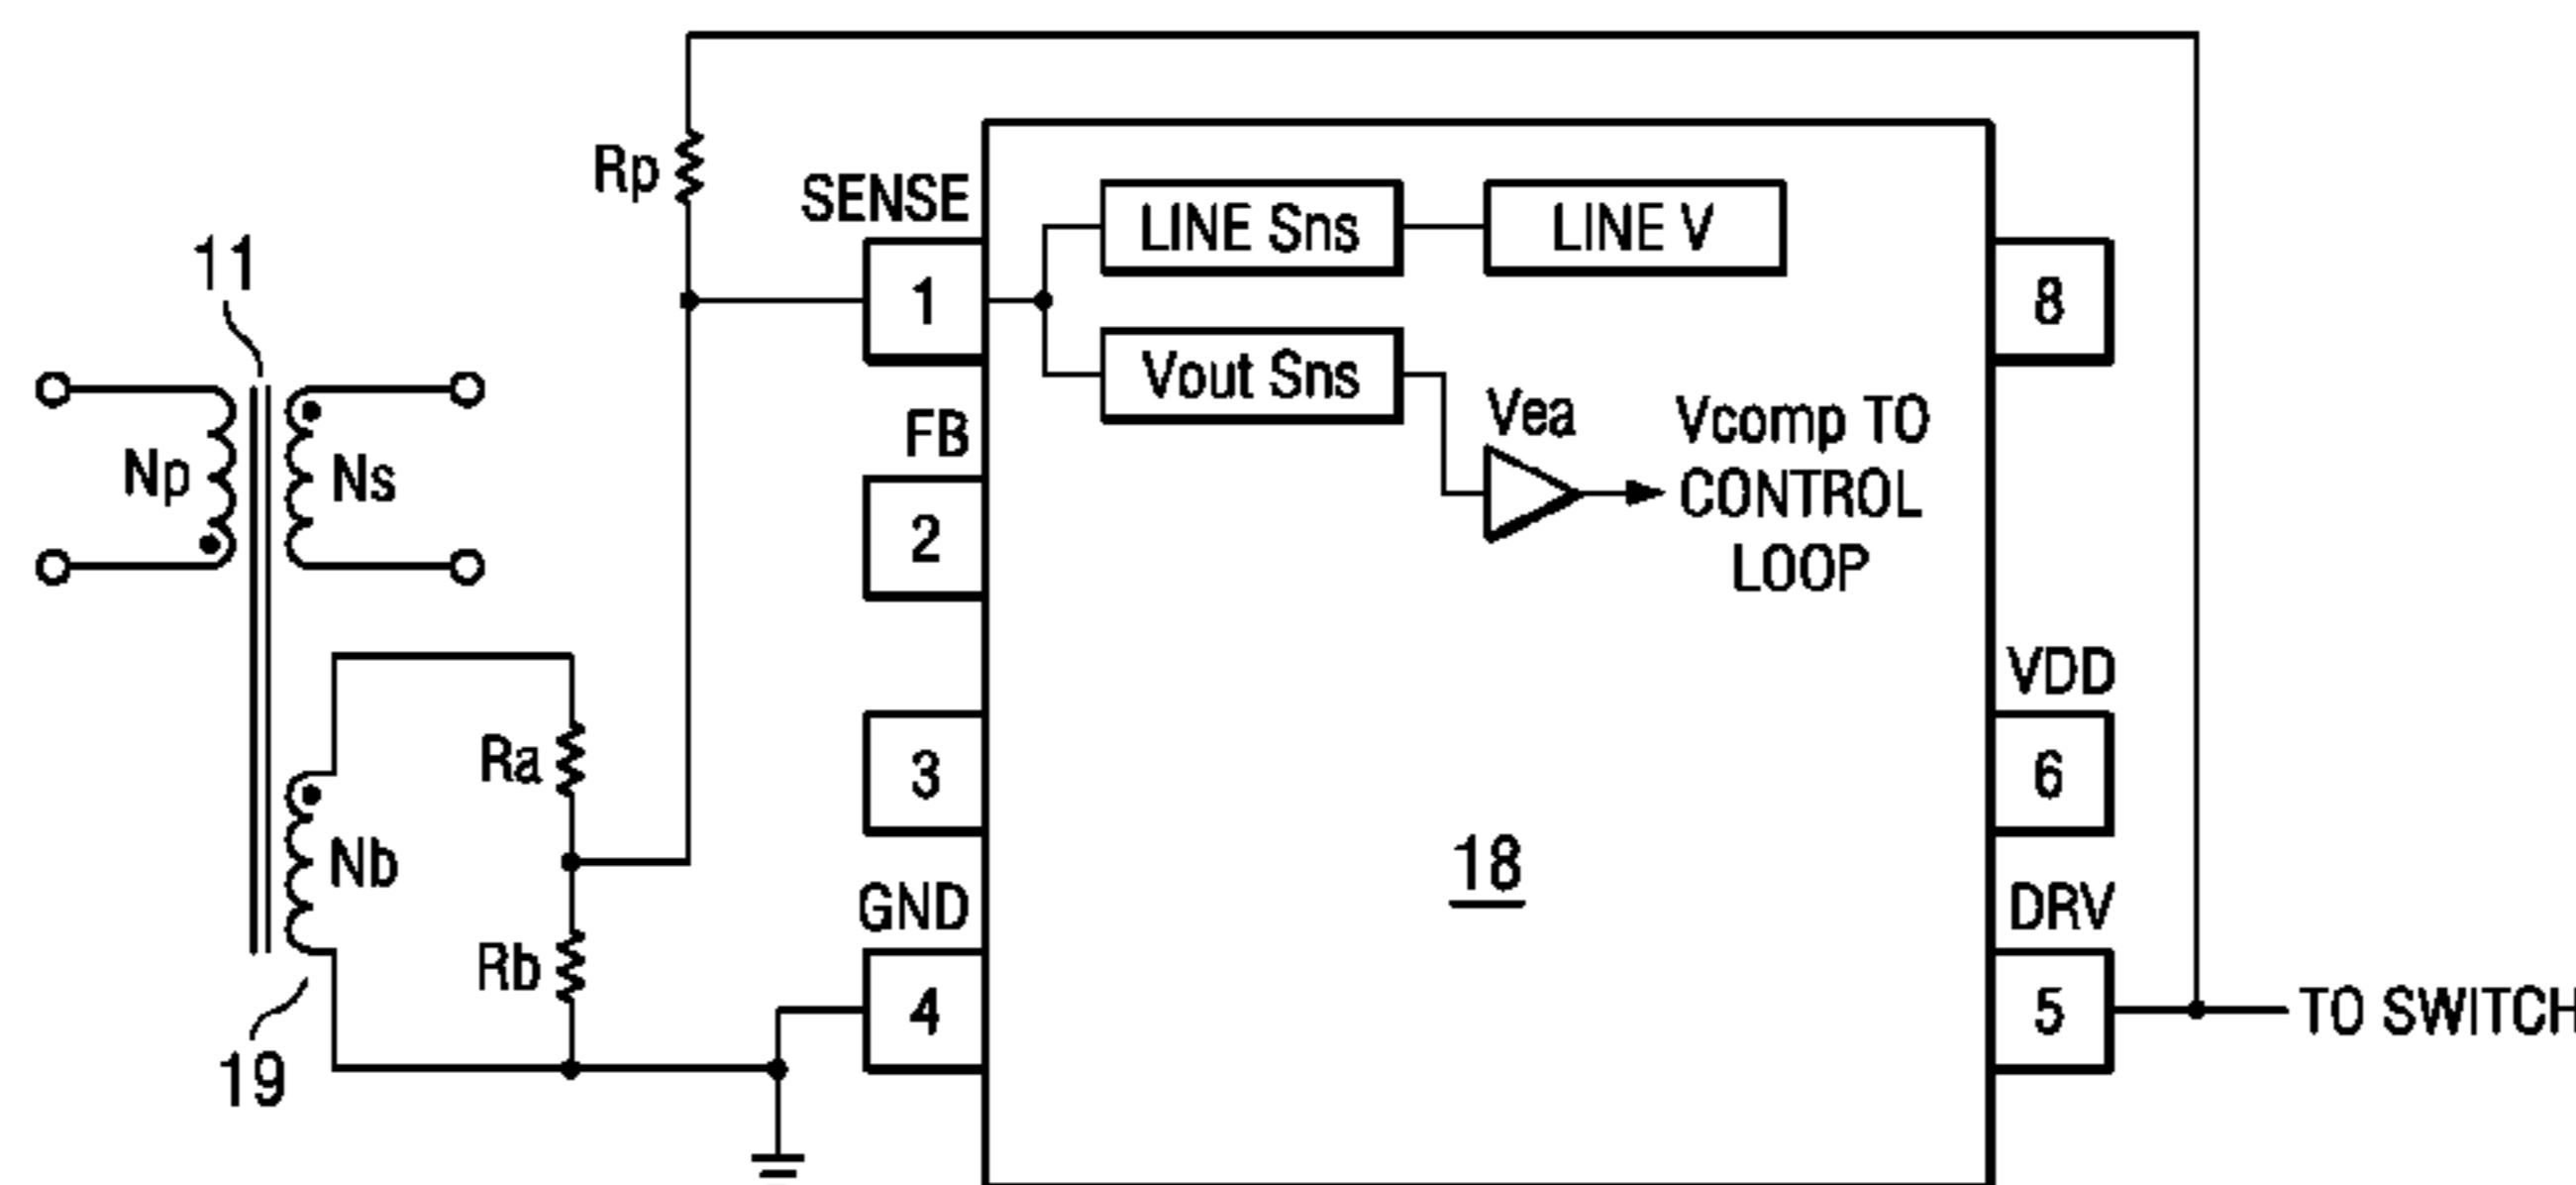 Rp
SENSE
LINE Sns
LINE V
11
1
8
Vout Sns
Np
Ns
FB
Vea
Vcomp TO
CONTROL
LOOP
2
VDD
Ra
3
6
Nb
18
GND
DRV
Rb
4
5
TO SWITCH
19